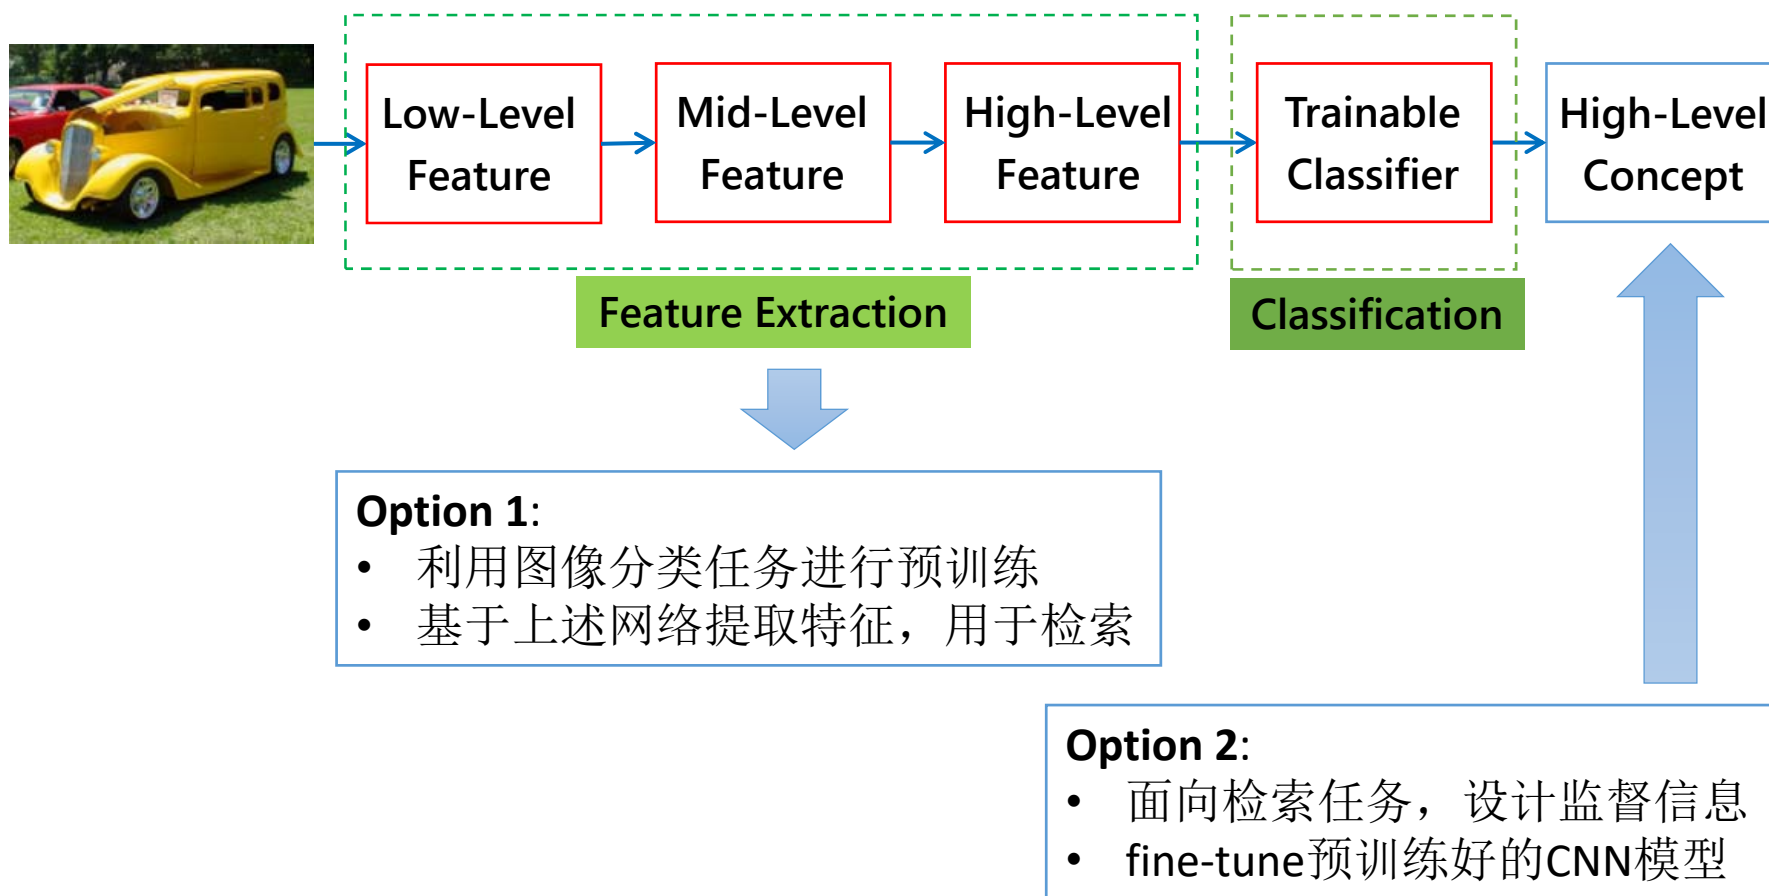 Low-Level
Feature
Mid-Level
Feature
High-Level
Feature
Trainable
Classifier
High-Level
Concept
Feature Extraction
Classification
Option 1:
• 利用图像分类任务进行预训练
• 基于上述网络提取特征，用于检索
Option 2:
• 面向检索任务，设计监督信息
• fine-tune预训练好的CNN模型